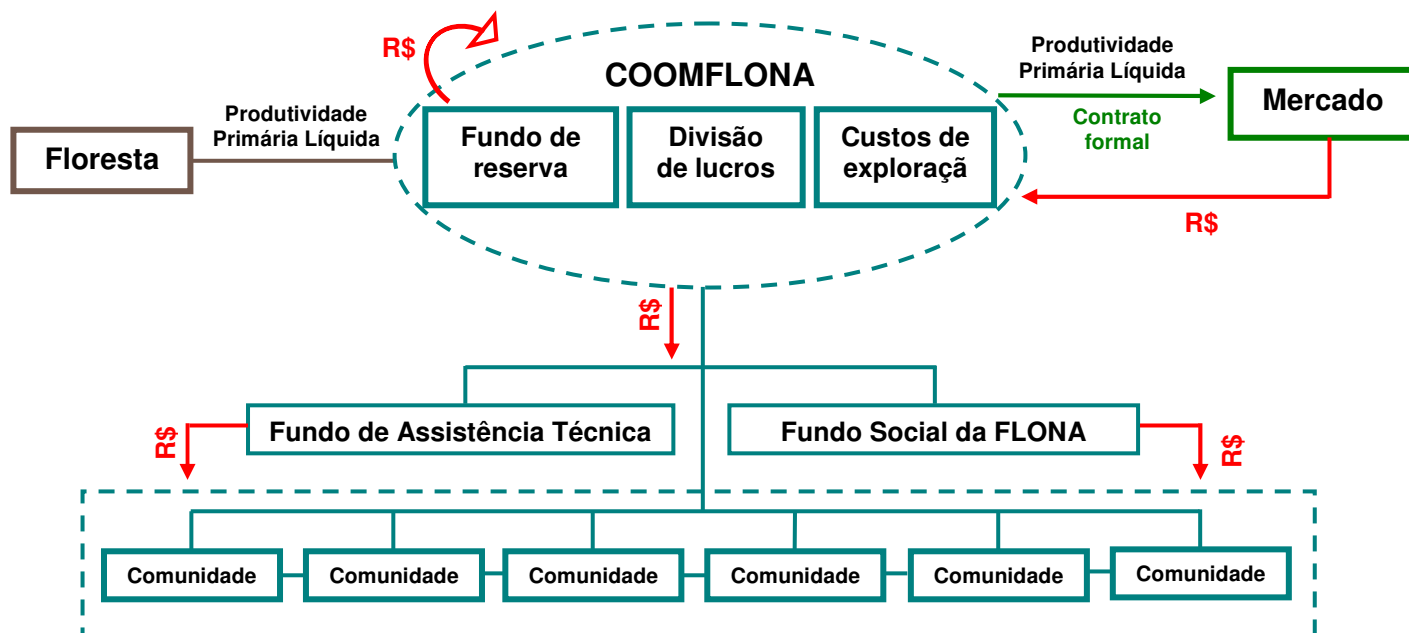 R$
COOMFLONA
Produtividade
Primária Líquida
Produtividade
Primária Líquida
Contrato
formal
Mercado
Floresta
Fundo de
reserva
Divisão
de lucros
Custos de
exploraçã
R$
R$
Fundo de Assistência Técnica
Fundo Social da FLONA
R$
R$
Comunidade
Comunidade
Comunidade
Comunidade
Comunidade
Comunidade